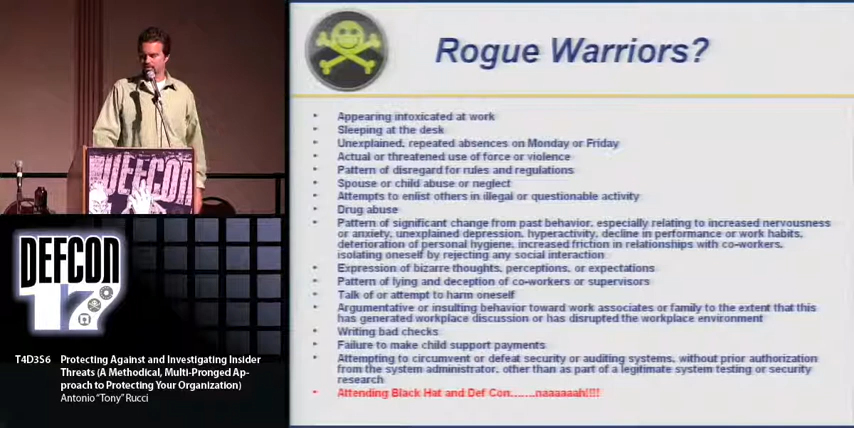 Rogue Warriors?
• Appearing intoxicated at work
• Sleeping at the desk
• Unexplained, repeated absences on Monday or Friday
• Actual or threatened use of force or violence
• Pattern of disregard for rules and regulations
• Spouse or child abuse or neglect
• Attempts to enlist others in illegal or questionable activity
• Drug abuse
• Pattern of significant change from past behavior, especially relating to increased nervousness
or anxiety, unexplained depression, hyperactivity, decline in performance or work habits,
deterioration of personal hygiene, increased friction in relationships with co-workers,
isolating oneself by rejecting any social interaction
• Expression of bizarre thoughts, perceptions, or expectations
• Pattern of lying and deception of co-workers or supervisors
• Talk of or attempt to harm oneself
• Argumentative or insulting behavior toward work associates or family to the extent that this
has generated workplace discussion or has disrupted the workplace environment
• Writing bad checks
• Failure to make child support payments
• Attempting to circumvent or defeat security or auditing systems, without prior authorization
from the system administrator, other than as part of a legitimate system testing or security
research
• Attending Black Hat and Def Con.......naaaaaah!!!!
DEFCON
DEFCON
17
T4D356 Protecting Against and Investigating Insider
Threats (A Methodical, Multi-Pronged Ap-
proach to Protecting Your Organization)
Antonio “Tony” Rucci